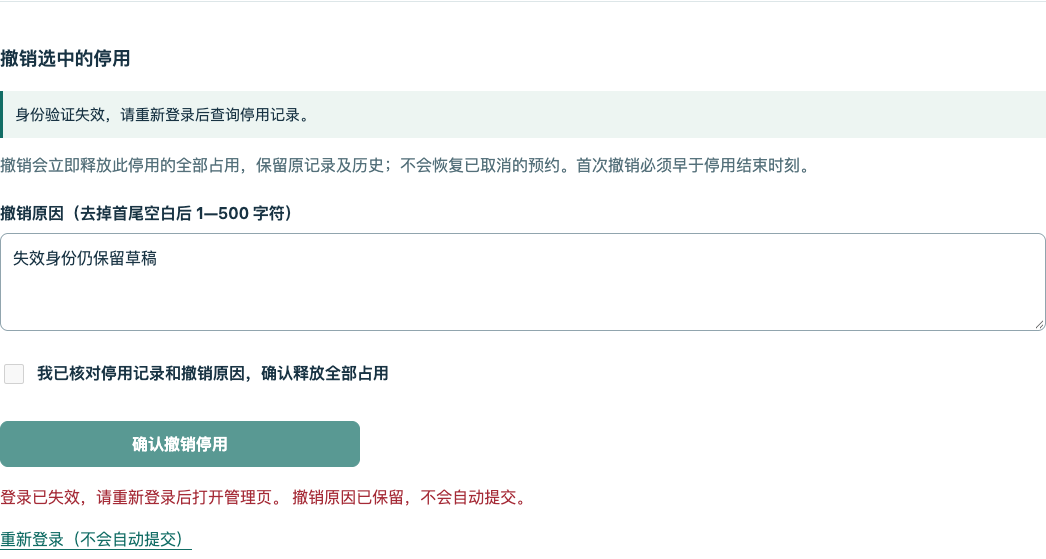 撤销选中的停用
身份验证失效，请重新登录后查询停用记录。
撤销会立即释放此停用的全部占用，保留原记录及历史；不会恢复已取消的预约。首次撤销必须早于停用结束时刻。
撤销原因（去掉首尾空白后 1—500 字符）
失效身份仍保留草稿
我已核对停用记录和撤销原因，确认释放全部占用
确认撤销停用
登录已失效，请重新登录后打开管理页。 撤销原因已保留，不会自动提交。
重新登录（不会自动提交）